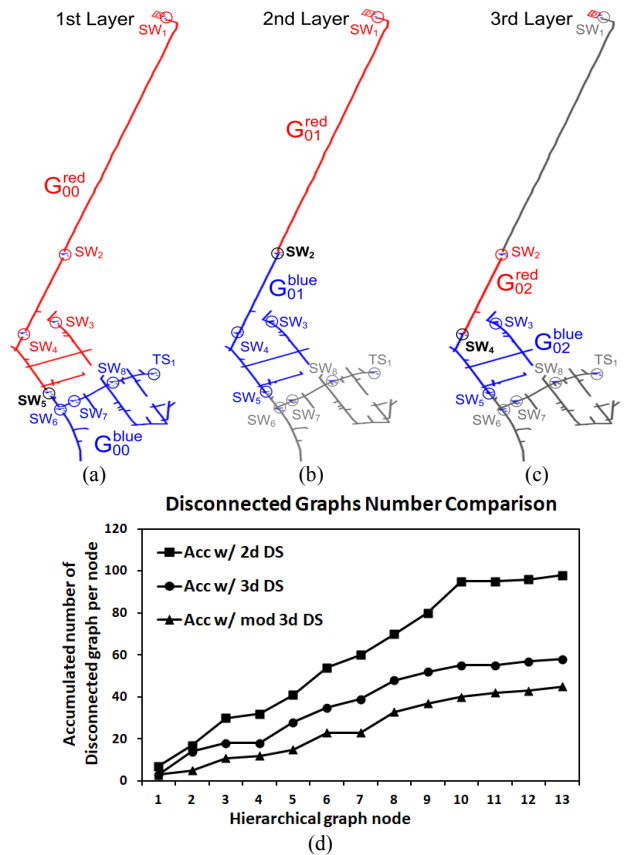 1st Layer
2nd Layer
3rd Layer
SW1
SW1
SW1
G00red
G01red
SW2
SW2
SW2
G01blue
G02red
SW3
SW3
SW3
SW4
SW4
SW4
G02blue
SW8
TS1
SW8
TS1
SW8
TS1
SW5
SW5
SW5
SW6
SW7
SW6
SW7
SW6
SW7
G00blue
(a)
(b)
(c)
Disconnected Graphs Number Comparison
Accumulated number of
Disconnected graph per node
120
100
80
60
40
20
0
Acc w/ 2d DS
Acc w/ 3d DS
Acc w/ mod 3d DS
1 2 3 4 5 6 7 8 9 10 11 12 13
Hierarchical graph node
(d)